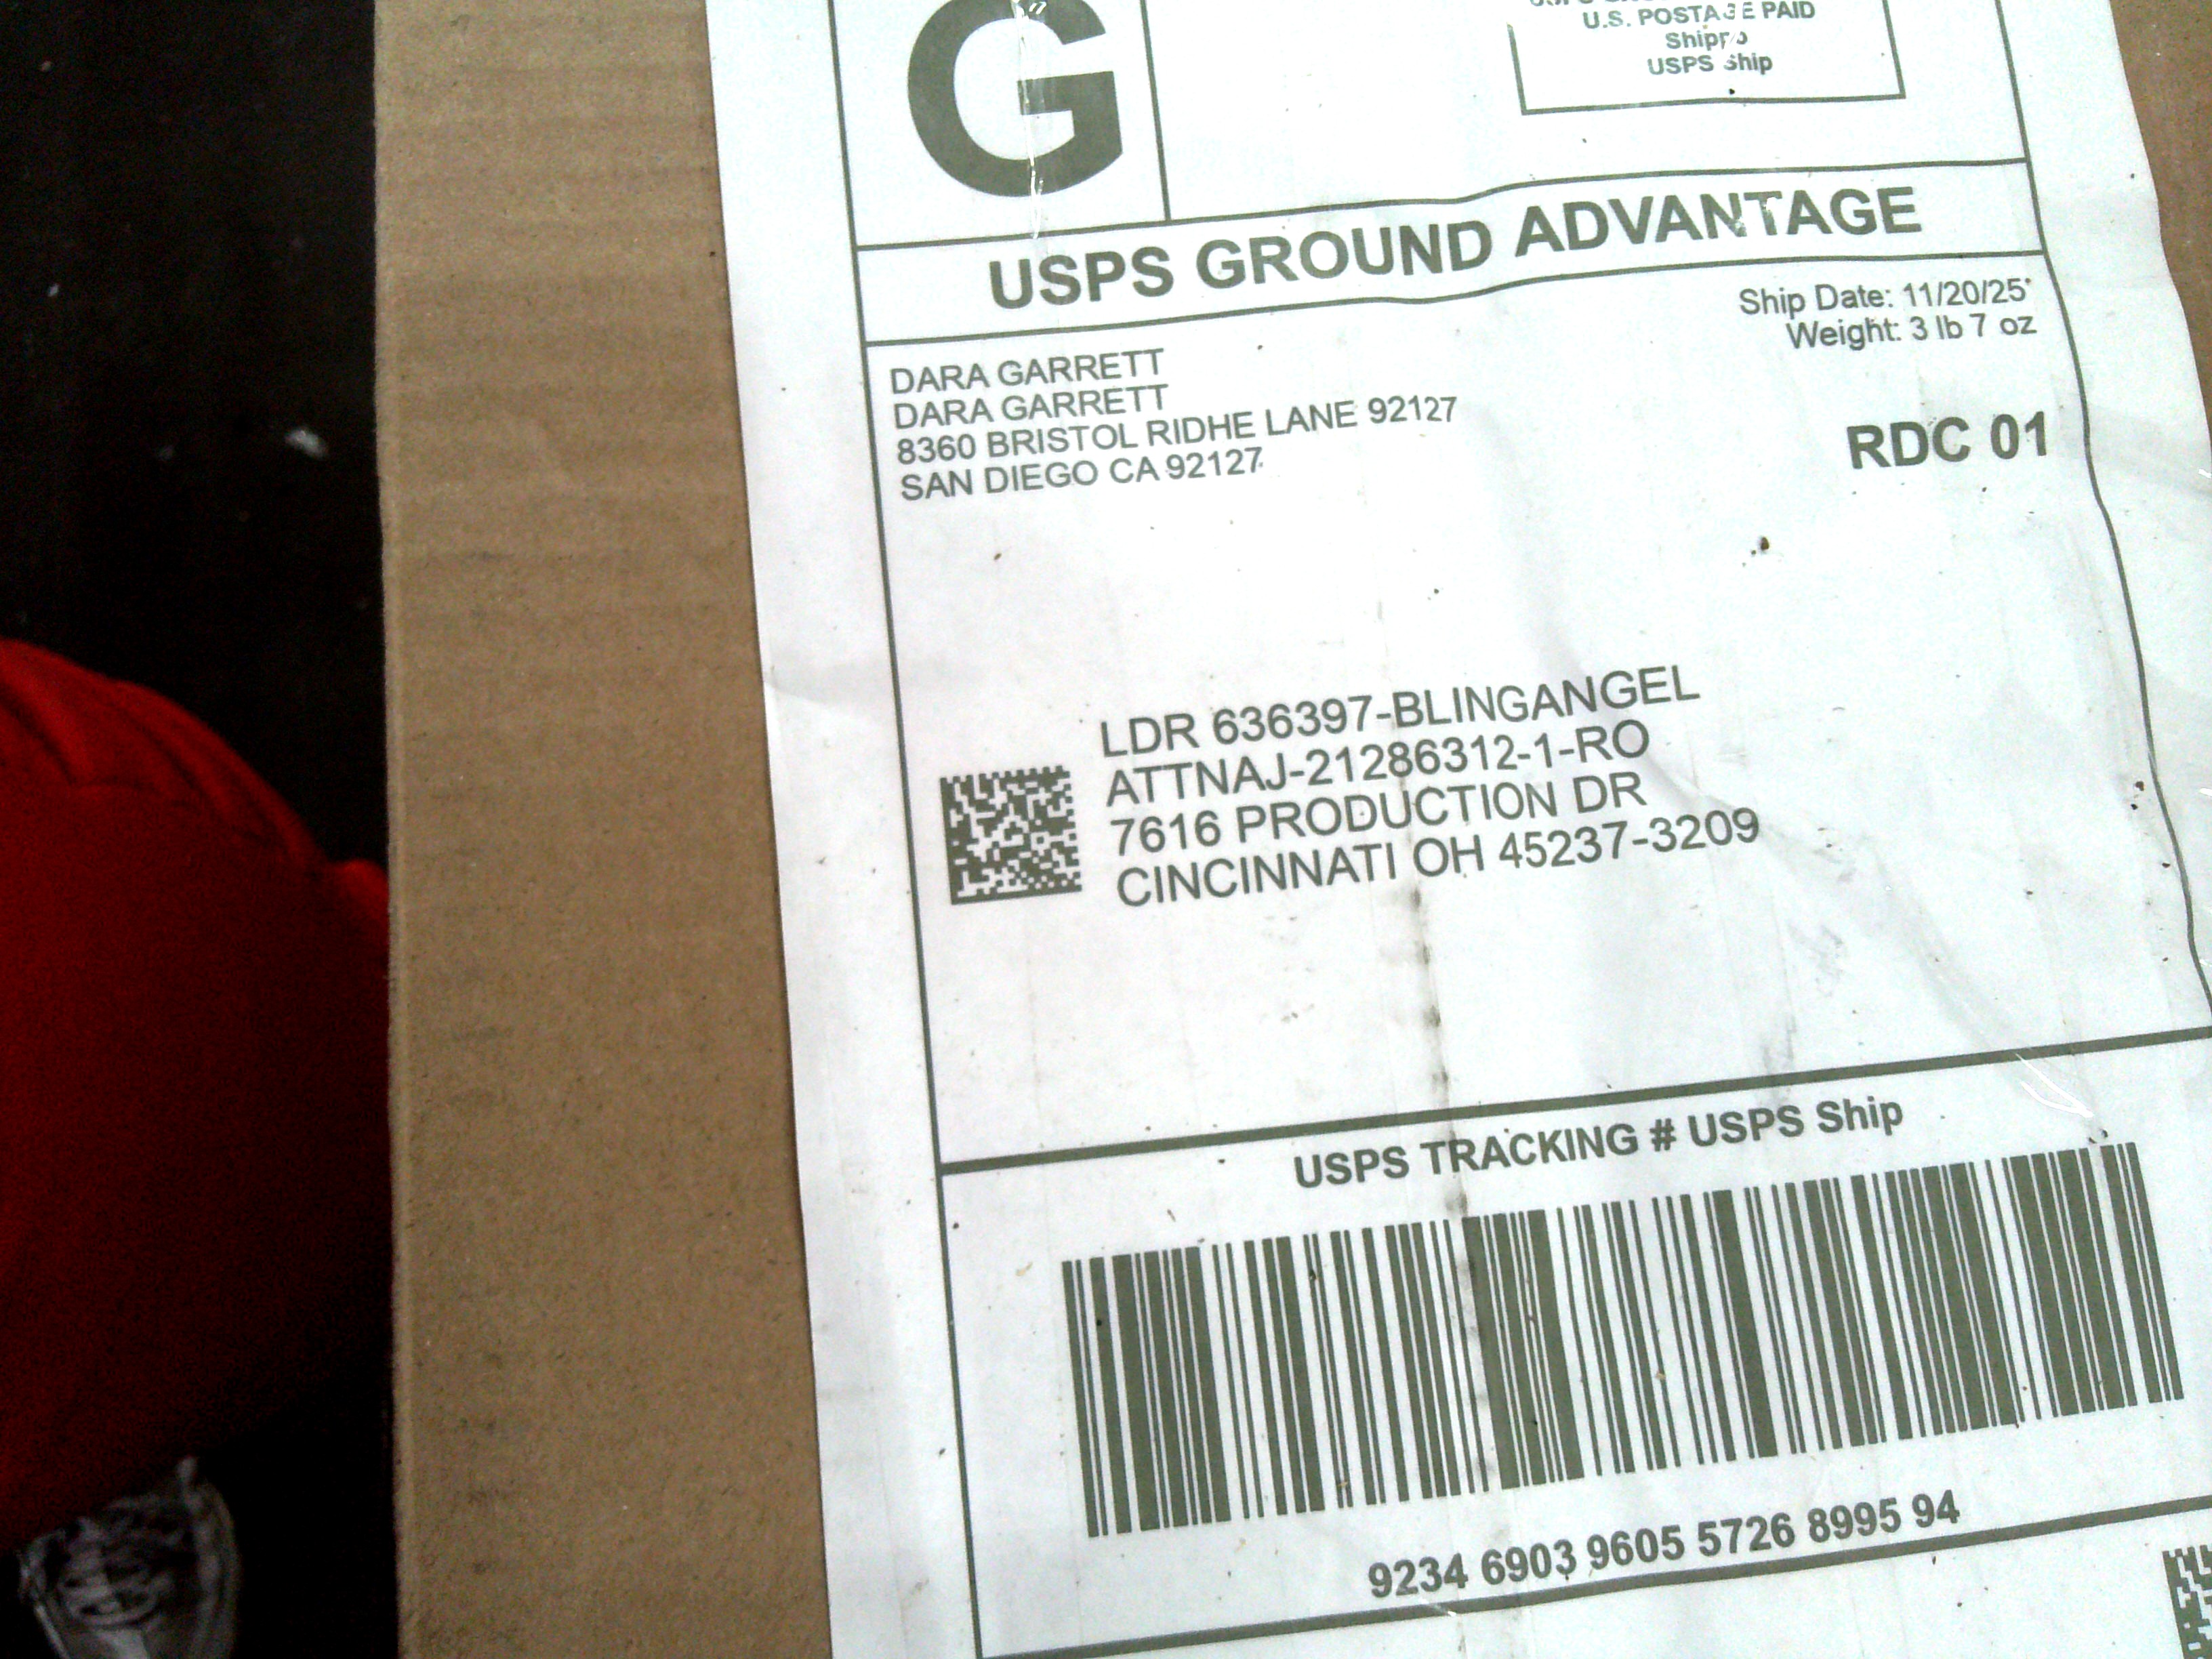 G
U.S. POSTAGE PAID
Shippo
USPS Ship
USPS GROUND ADVANTAGE
Ship Date: 11/20/25
Weight: 3 lb 7 oz
DARA GARRETT
DARA GARRETT
8360 BRISTOL RIDHE LANE 92127
SAN DIEGO CA 92127
RDC 01
LDR 636397-BLINGANGEL
ATTNAJ-21286312-1-RO
7616 PRODUCTION DR
CINCINNATI OH 45237-3209
USPS TRACKING # USPS Ship
9234 6903 9605 5726 8995 94